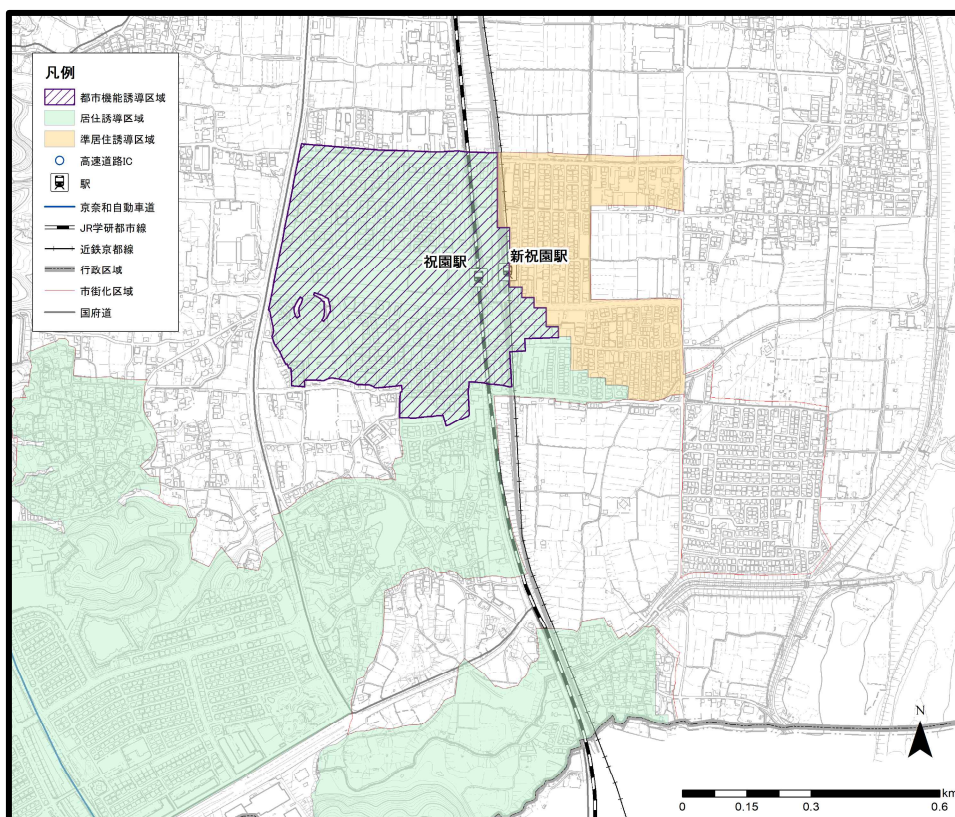 凡例
都市機能誘導区域
居住誘導区域
準居住誘導区域
高速道路IC
駅
京奈和自動車道
JR学研都市線
近鉄京都線
行政区域
市街化区域
国府道
祝園駅
新祝園駅
N
km
0 0.15 0.3 0.6